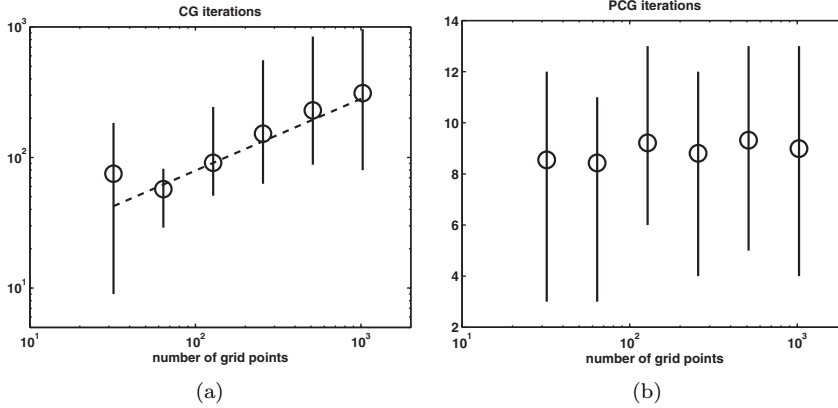 CG iterations
10³
10²
10¹
10¹
10²
10³
number of grid points
(a)
PCG iterations
14
12
10
8
6
4
2
10¹
10²
10³
number of grid points
(b)